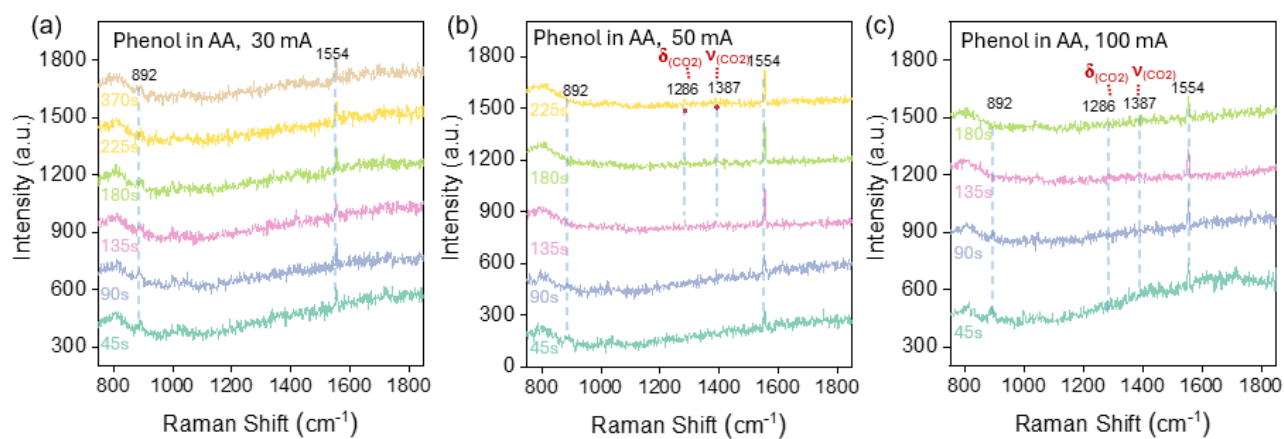 (a)
Phenol in AA, 30 mA
1554
892
370s
225s
180s
135s
90s
45s
1800
1500
1200
900
600
300
800 1000 1200 1400 1600 1800
Intensity (a.u.)
Raman Shift (cm⁻¹)
(b)
Phenol in AA, 50 mA
δ(CO2) ν(CO2) 1554
892 1286 1387
225s
180s
135s
90s
45s
1800
1500
1200
900
600
300
0
800 1000 1200 1400 1600 1800
Intensity (a.u.)
Raman Shift (cm⁻¹)
(c)
Phenol in AA, 100 mA
δ(CO2) ν(CO2)
892 1286 1387 1554
180s
135s
90s
45s
1800
1500
1200
900
600
300
800 1000 1200 1400 1600 1800
Intensity (a.u.)
Raman Shift (cm⁻¹)